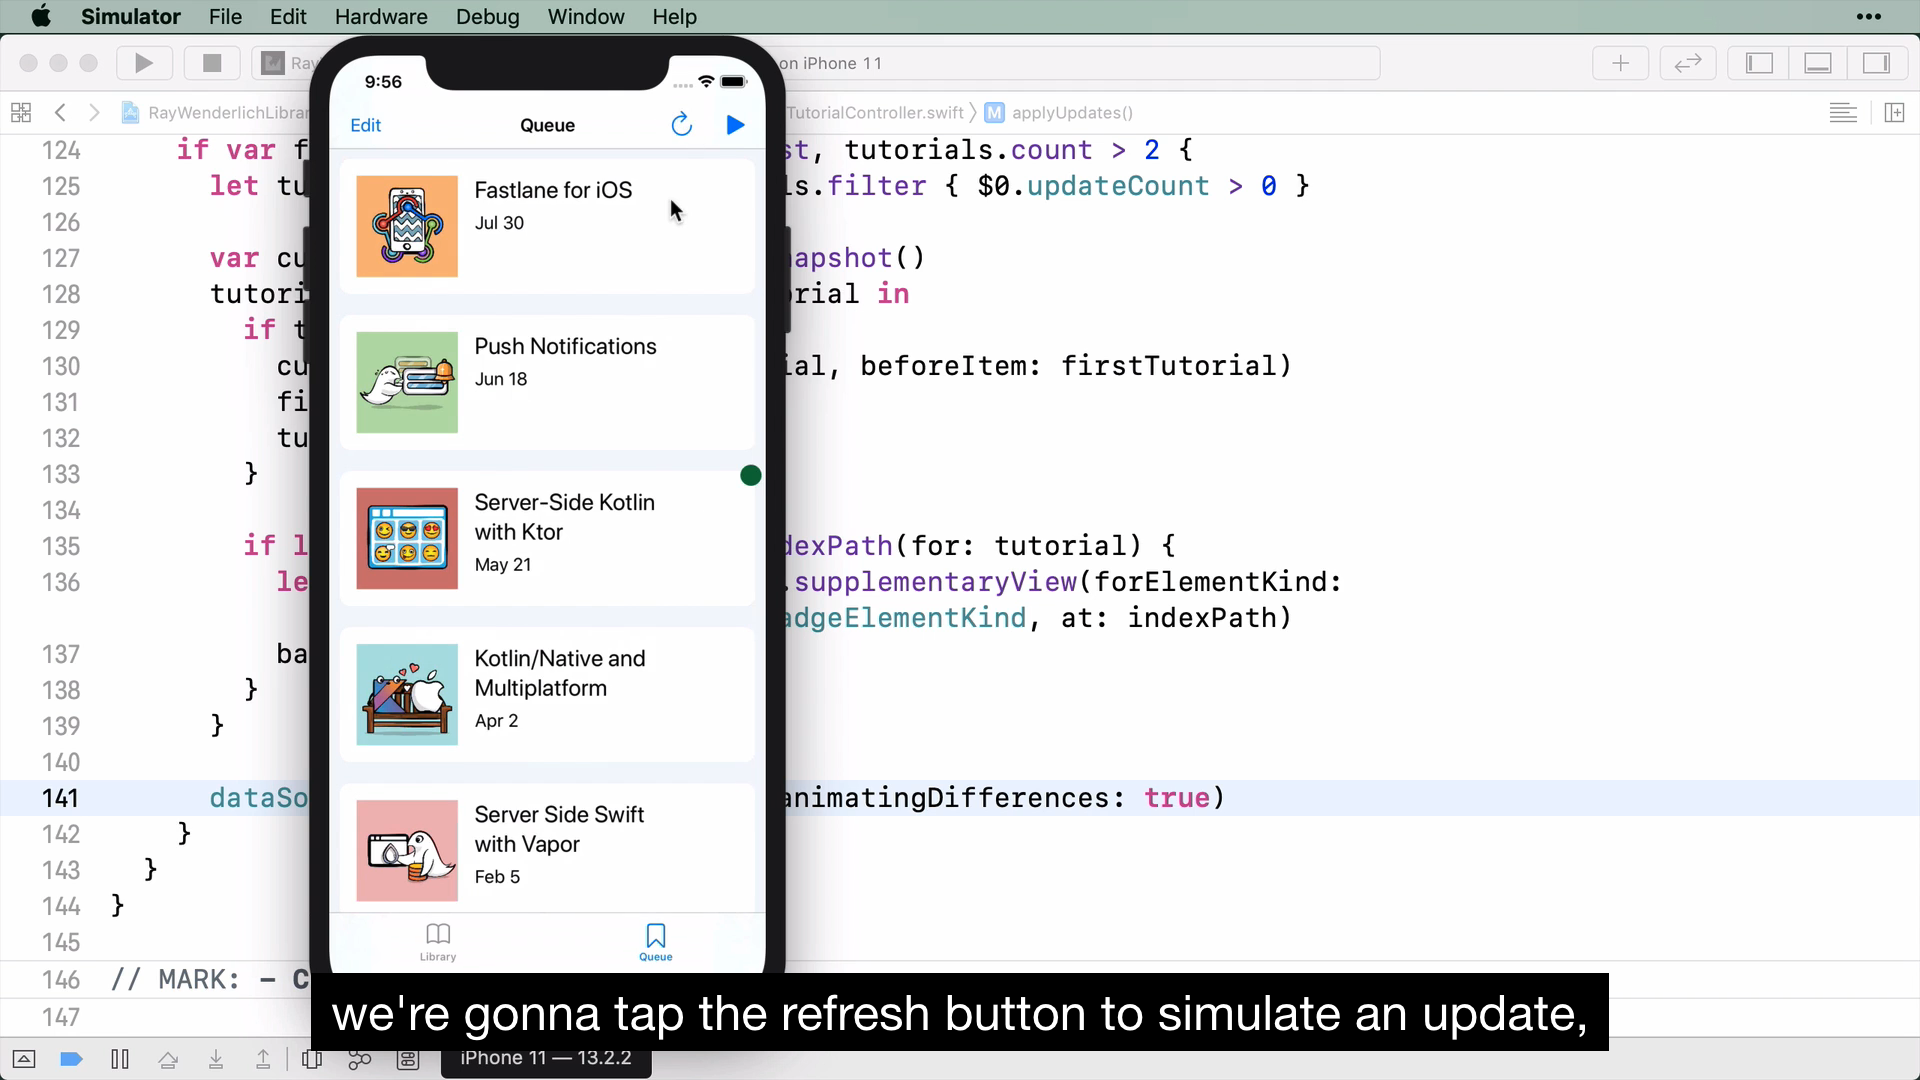 Simulator File Edit Hardware Debug Window Help
Ray on iPhone 11
RayWenderlichLibrar TutorialController.swift M applyUpdates()
9:56
Edit Queue
Fastlane for iOS
Jul 30
Push Notifications
Jun 18
Server-Side Kotlin
with Ktor
May 21
Kotlin/Native and
Multiplatform
Apr 2
Server Side Swift
with Vapor
Feb 5
Library Queue
124 if var f st, tutorials.count > 2 {
125 let tu ls.filter { $0.updateCount > 0 }
126
127 var cu apshot()
128 tutori orial in
129 if t
130 cu ial, beforeItem: firstTutorial)
131 fi
132 tu
133 }
134
135 if l dexPath(for: tutorial) {
136 le .supplementaryView(forElementKind:
adgeElementKind, at: indexPath)
137 ba
138 }
139 }
140
141 dataSo animatingDifferences: true)
142 }
143 }
144 }
145
146 // MARK: - C
147
we're gonna tap the refresh button to simulate an update,
iPhone 11 — 13.2.2